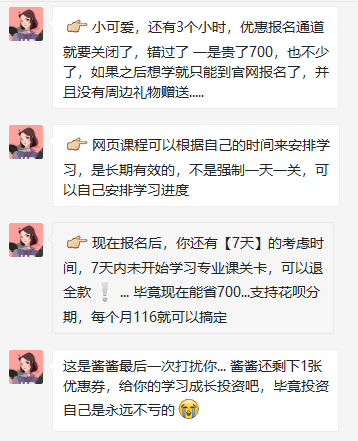 👉小可爱，还有3个小时，优惠报名通道
就要关闭了，错过了 一是贵了700，也不少
了，如果之后想学就只能到官网报名了，并
且没有周边礼物赠送.....
👉网页课程可以根据自己的时间来安排学
习，是长期有效的，不是强制一天一关，可
以自己安排学习进度
👉现在报名后，你还有【7天】的考虑时
间，7天内未开始学习专业课关卡，可以退
全款❕... 毕竟现在能省700...支持花呗分
期，每个月116就可以搞定
这是酱酱最后一次打扰你... 酱酱还剩下1张
优惠券，给你的学习成长投资吧，毕竟投资
自己是永远不亏的😭